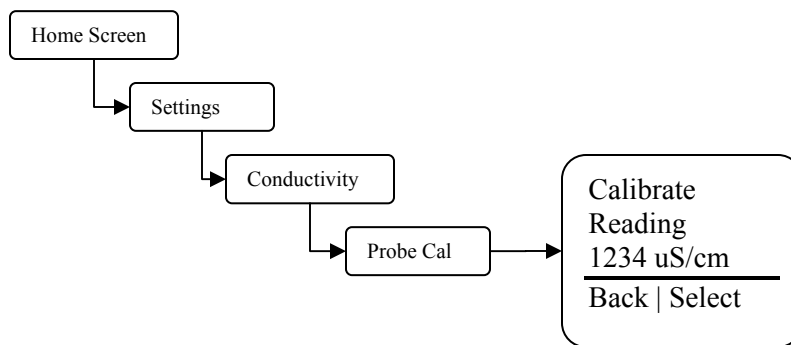 Home Screen
Settings
Conductivity
Probe Cal
Calibrate
Reading
1234 uS/cm
Back | Select